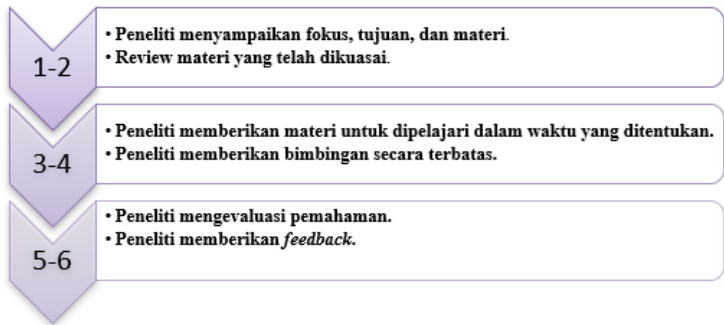 1-2
• Peneliti menyampaikan fokus, tujuan, dan materi.
• Review materi yang telah dikuasai.
3-4
• Peneliti memberikan materi untuk dipelajari dalam waktu yang ditentukan.
• Peneliti memberikan bimbingan secara terbatas.
5-6
• Peneliti mengevaluasi pemahaman.
• Peneliti memberikan feedback.